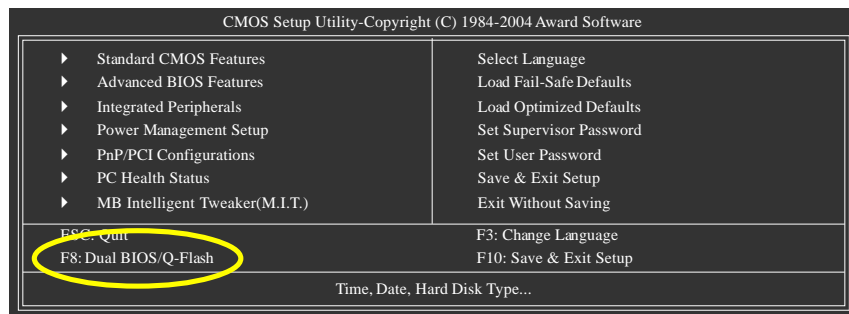 CMOS Setup Utility-Copyright (C) 1984-2004 Award Software
Standard CMOS Features
Advanced BIOS Features
Integrated Peripherals
Power Management Setup
PnP/PCI Configurations
PC Health Status
MB Intelligent Tweaker(M.I.T.)
Select Language
Load Fail-Safe Defaults
Load Optimized Defaults
Set Supervisor Password
Set User Password
Save & Exit Setup
Exit Without Saving
ESC: Quit
F3: Change Language
F8: Dual BIOS/Q-Flash
F10: Save & Exit Setup
Time, Date, Hard Disk Type...